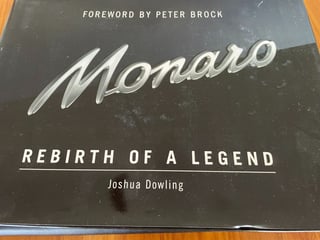 FOREWORD BY PETER BROCK
Monaro
REBIRTH OF A LEGEND
Joshua Dowling